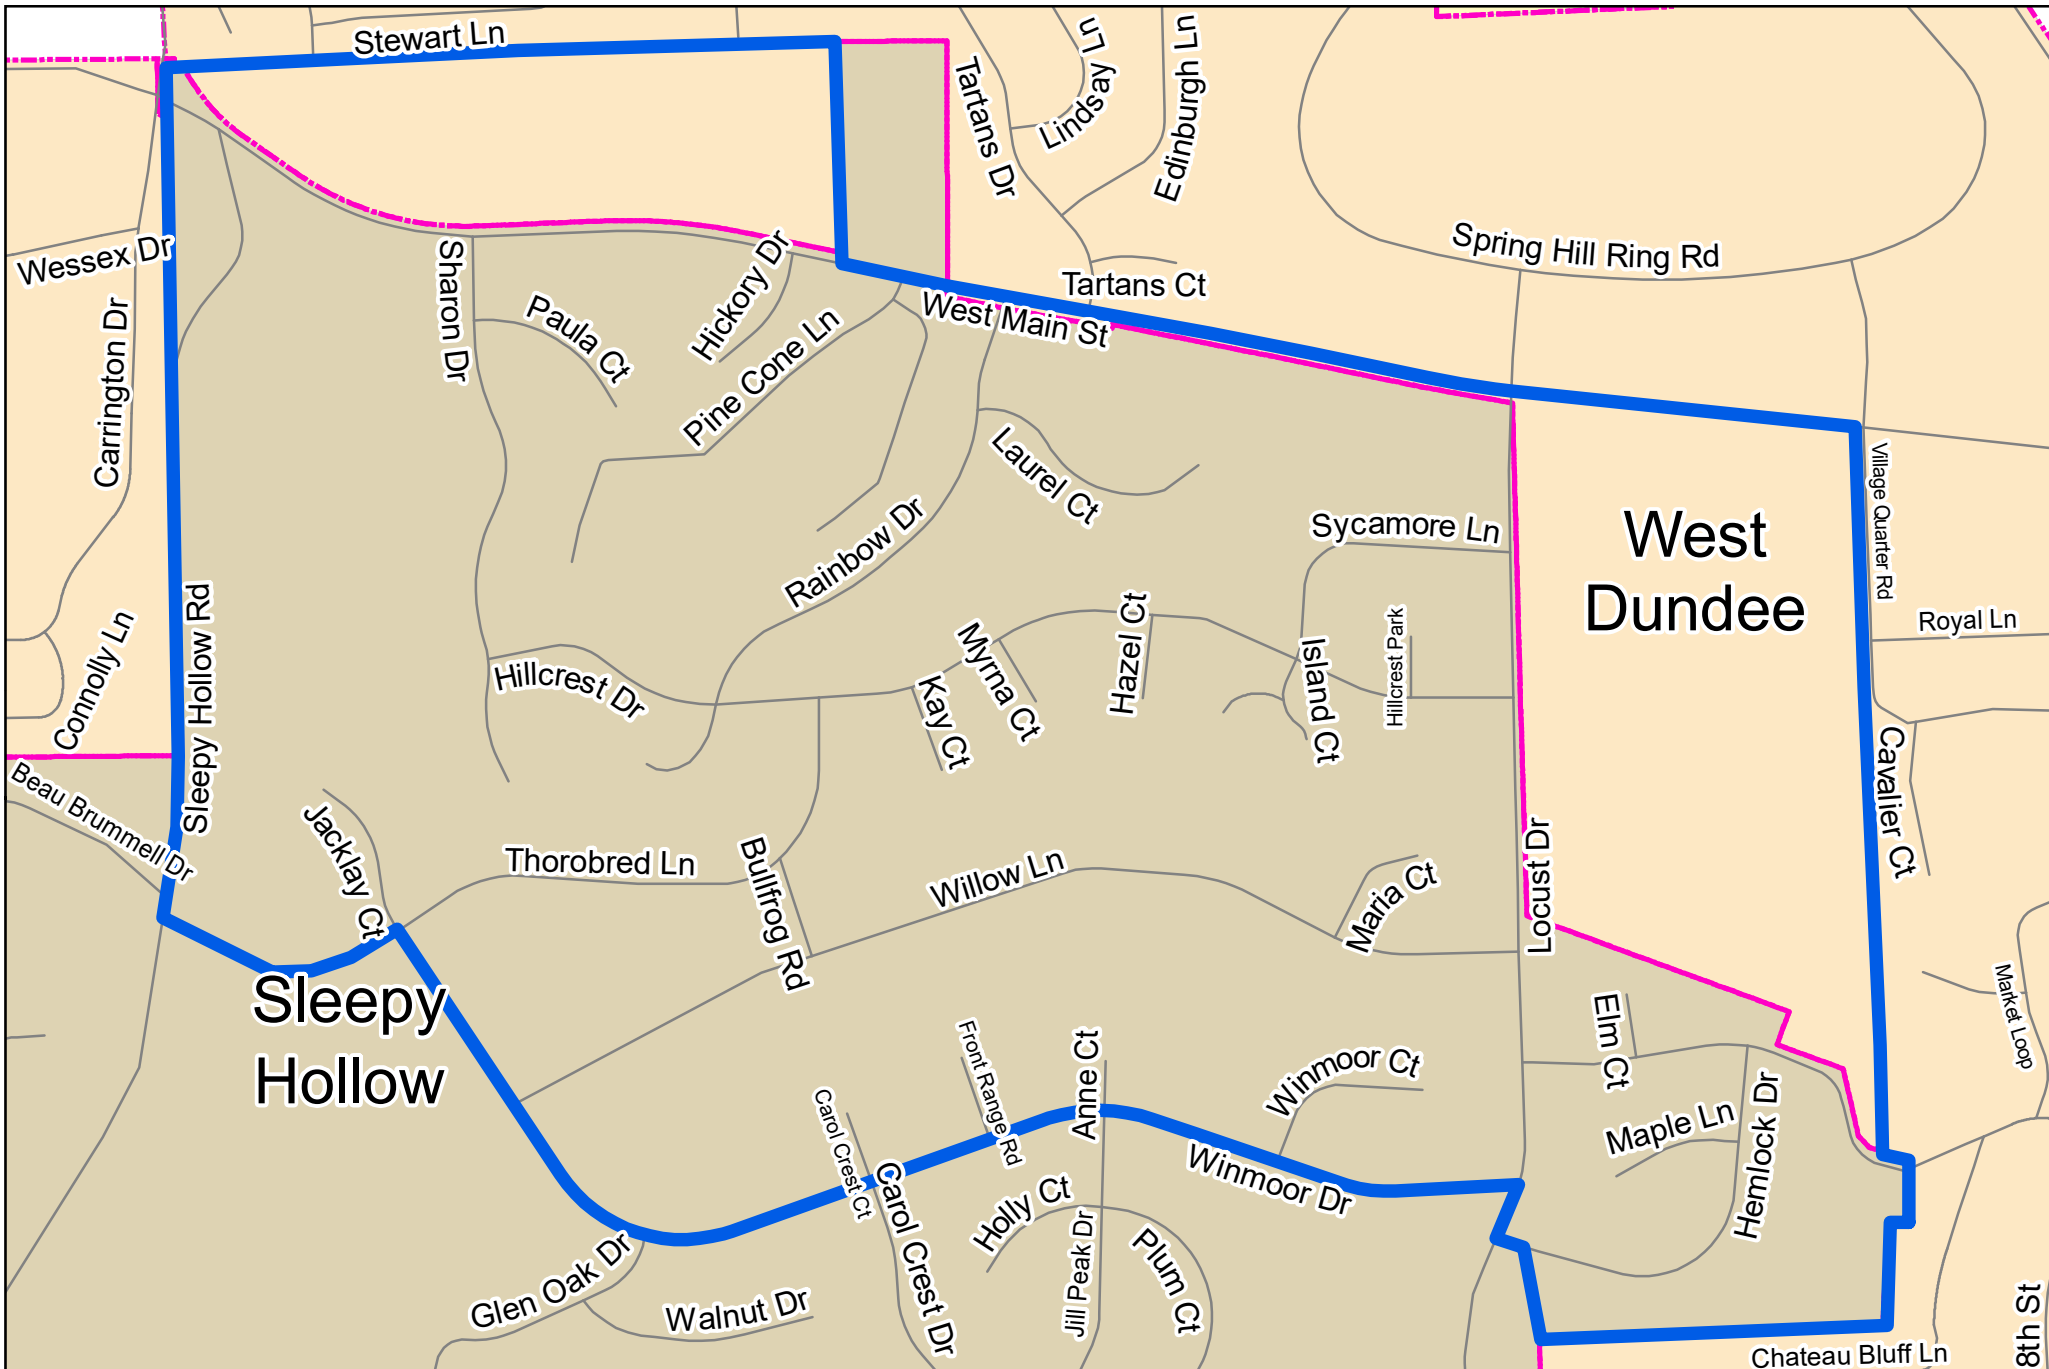 Stewart Ln
Tartans Dr
Lindsay Ln
Edinburgh Ln
Wessex Dr
Sharon Dr
Paula Ct
Hickory Dr
Pine Cone Ln
West Main St
Tartans Ct
Spring Hill Ring Rd
Carrington Dr
Laurel Ct
Rainbow Dr
Sycamore Ln
West
Dundee
Village Quarter Rd
Royal Ln
Connolly Ln
Sleepy Hollow Rd
Hillcrest Dr
Kay Ct
Myrna Ct
Hazel Ct
Island Ct
Hillcrest Park
Cavalier Ct
Beau Brummell Dr
Jacklay Ct
Thorobred Ln
Bullfrog Rd
Willow Ln
Maria Ct
Locust Dr
Sleepy
Hollow
Market Loop
Elm Ct
Front Range Rd
Anne Ct
Winmoor Ct
Carol Crest Ct
Maple Ln
Hemlock Dr
Carol Crest Dr
Holly Ct
Winmoor Dr
Jill Peak Dr
Plum Ct
Glen Oak Dr
Walnut Dr
Chateau Bluff Ln
8th St